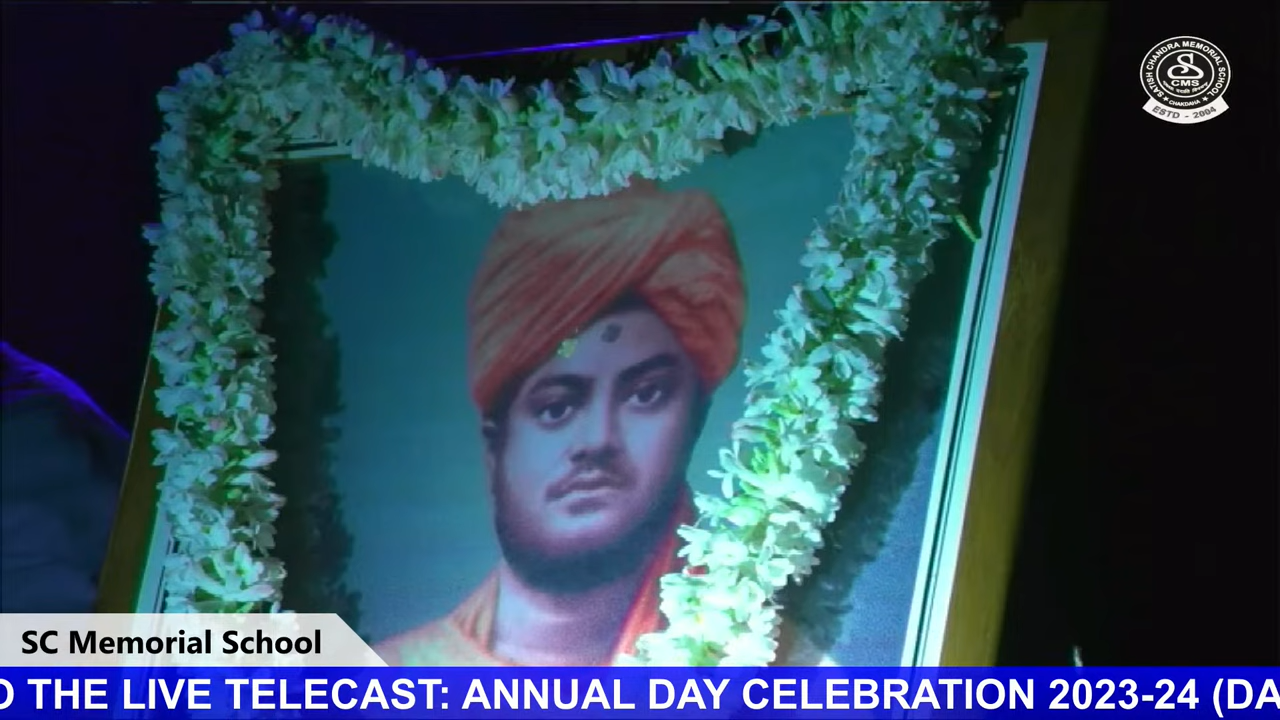 SATISH CHANDRA MEMORIAL SCHOOL
S
CMS
★ CHAKDAHA ★
ESTD - 2004
SC Memorial School
O THE LIVE TELECAST: ANNUAL DAY CELEBRATION 2023-24 (DA